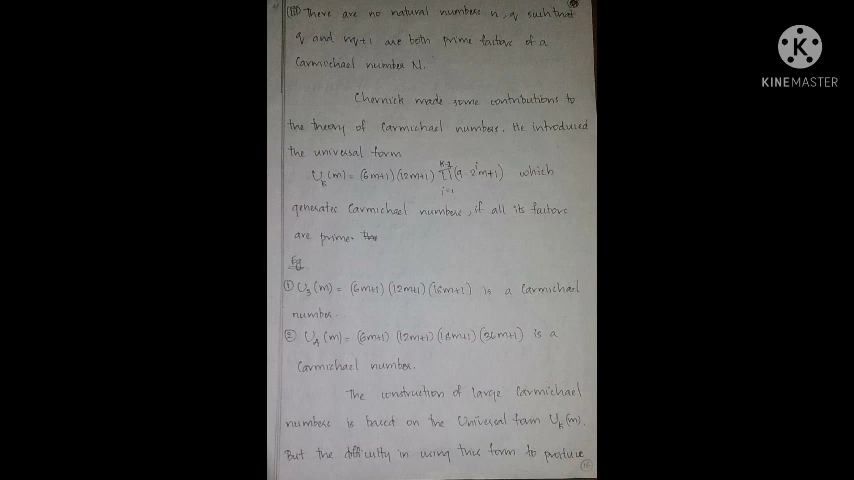 (iii) There are no natural numbers n, q such that
q and nq+1 are both prime factors of a
Carmichael number N.
Chernick made some contributions to
the theory of Carmichael numbers. He introduced
the universal form
U_k(m) = (6m+1)(12m+1) ∏_{i=1}^{k-2} (9·2^i m+1) which
generates Carmichael numbers, if all its factors
are prime.
Eg
① U_3(m) = (6m+1)(12m+1)(18m+1) is a Carmichael
number.
② U_4(m) = (6m+1)(12m+1)(18m+1)(36m+1) is a
Carmichael number.
The construction of large Carmichael
numbers is based on the Universal form U_k(m).
But the difficulty in using this form to produce
K
KINEMASTER